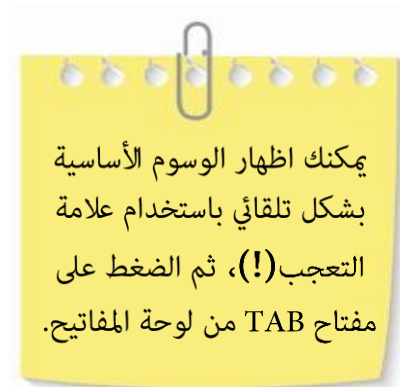 يمكنك اظهار الوسوم الأساسية
بشكل تلقائي باستخدام علامة
التعجب(!)، ثم الضغط على
مفتاح TAB من لوحة المفاتيح.